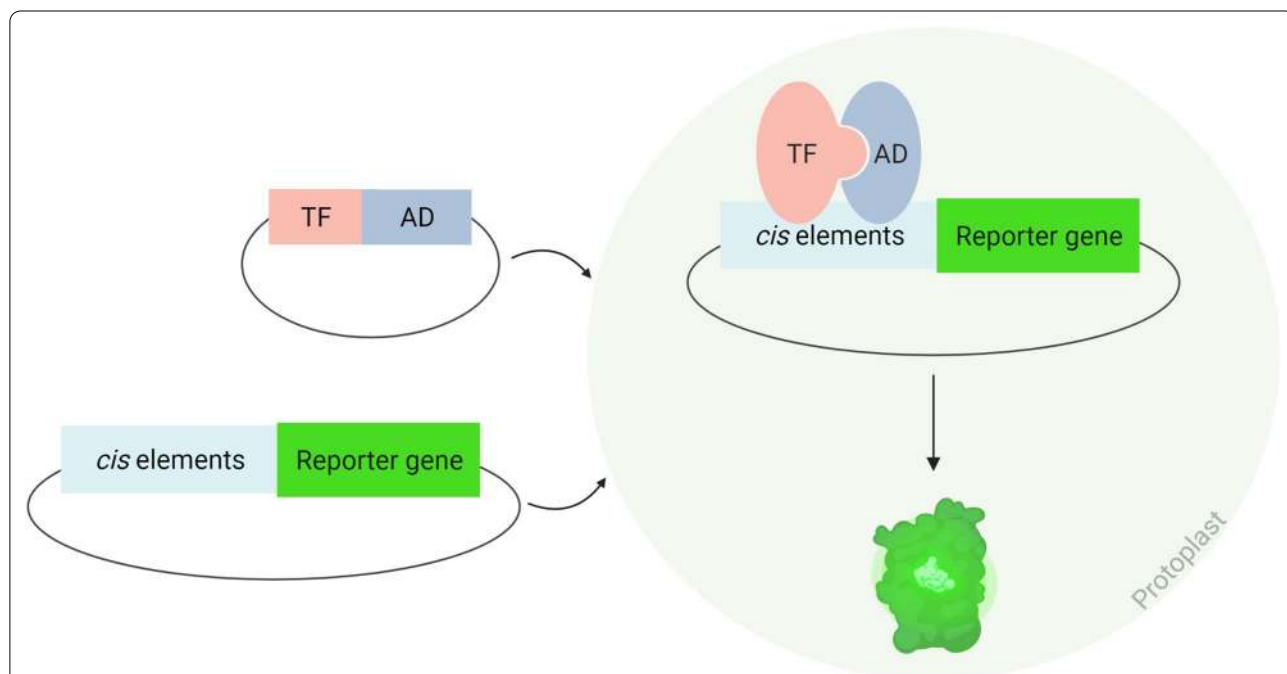 TF AD
cis elements Reporter gene
TF AD
cis elements Reporter gene
Protoplast